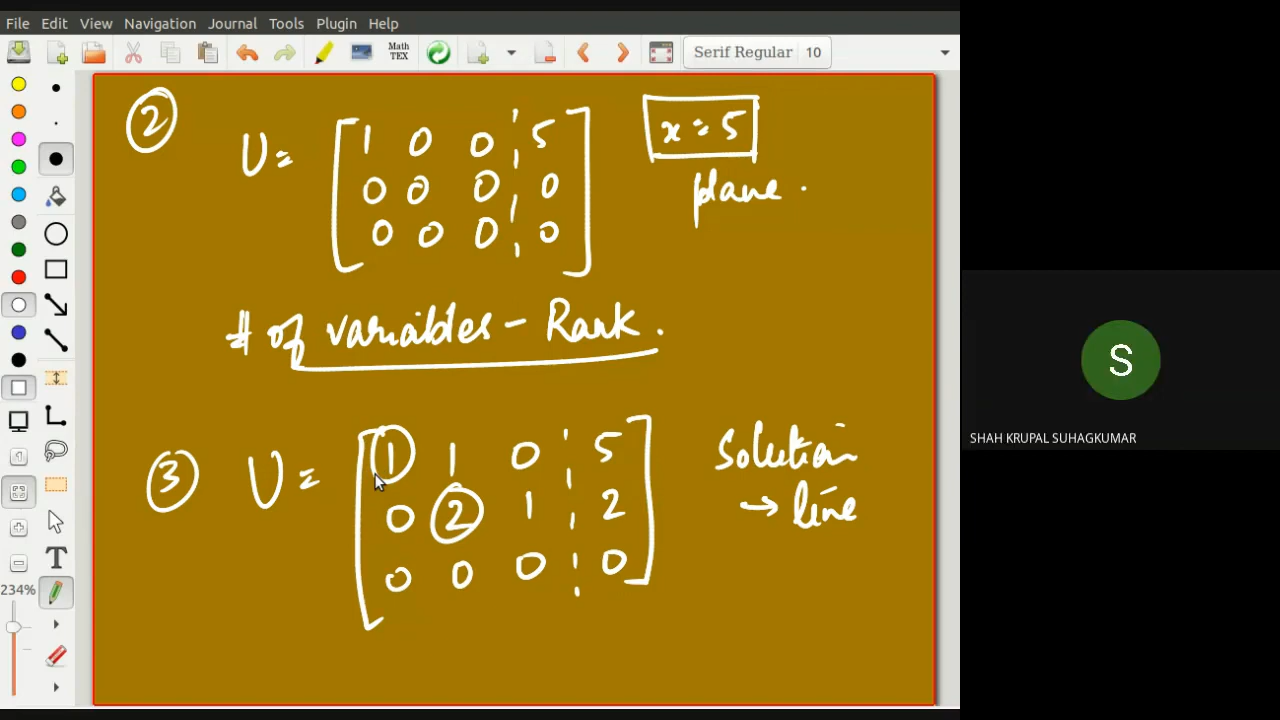 File Edit View Navigation Journal Tools Plugin Help
Math TEX Serif Regular 10
② U = [ 1 0 0 ¦ 5 ] x = 5
[ 0 0 0 ¦ 0 ] plane.
[ 0 0 0 ¦ 0 ]
# of variables - Rank.
③ U = [ 1 1 0 ¦ 5 ] Solution
[ 0 2 1 ¦ 2 ] → line
[ 0 0 0 ¦ 0 ]
234%
T
S
SHAH KRUPAL SUHAGKUMAR